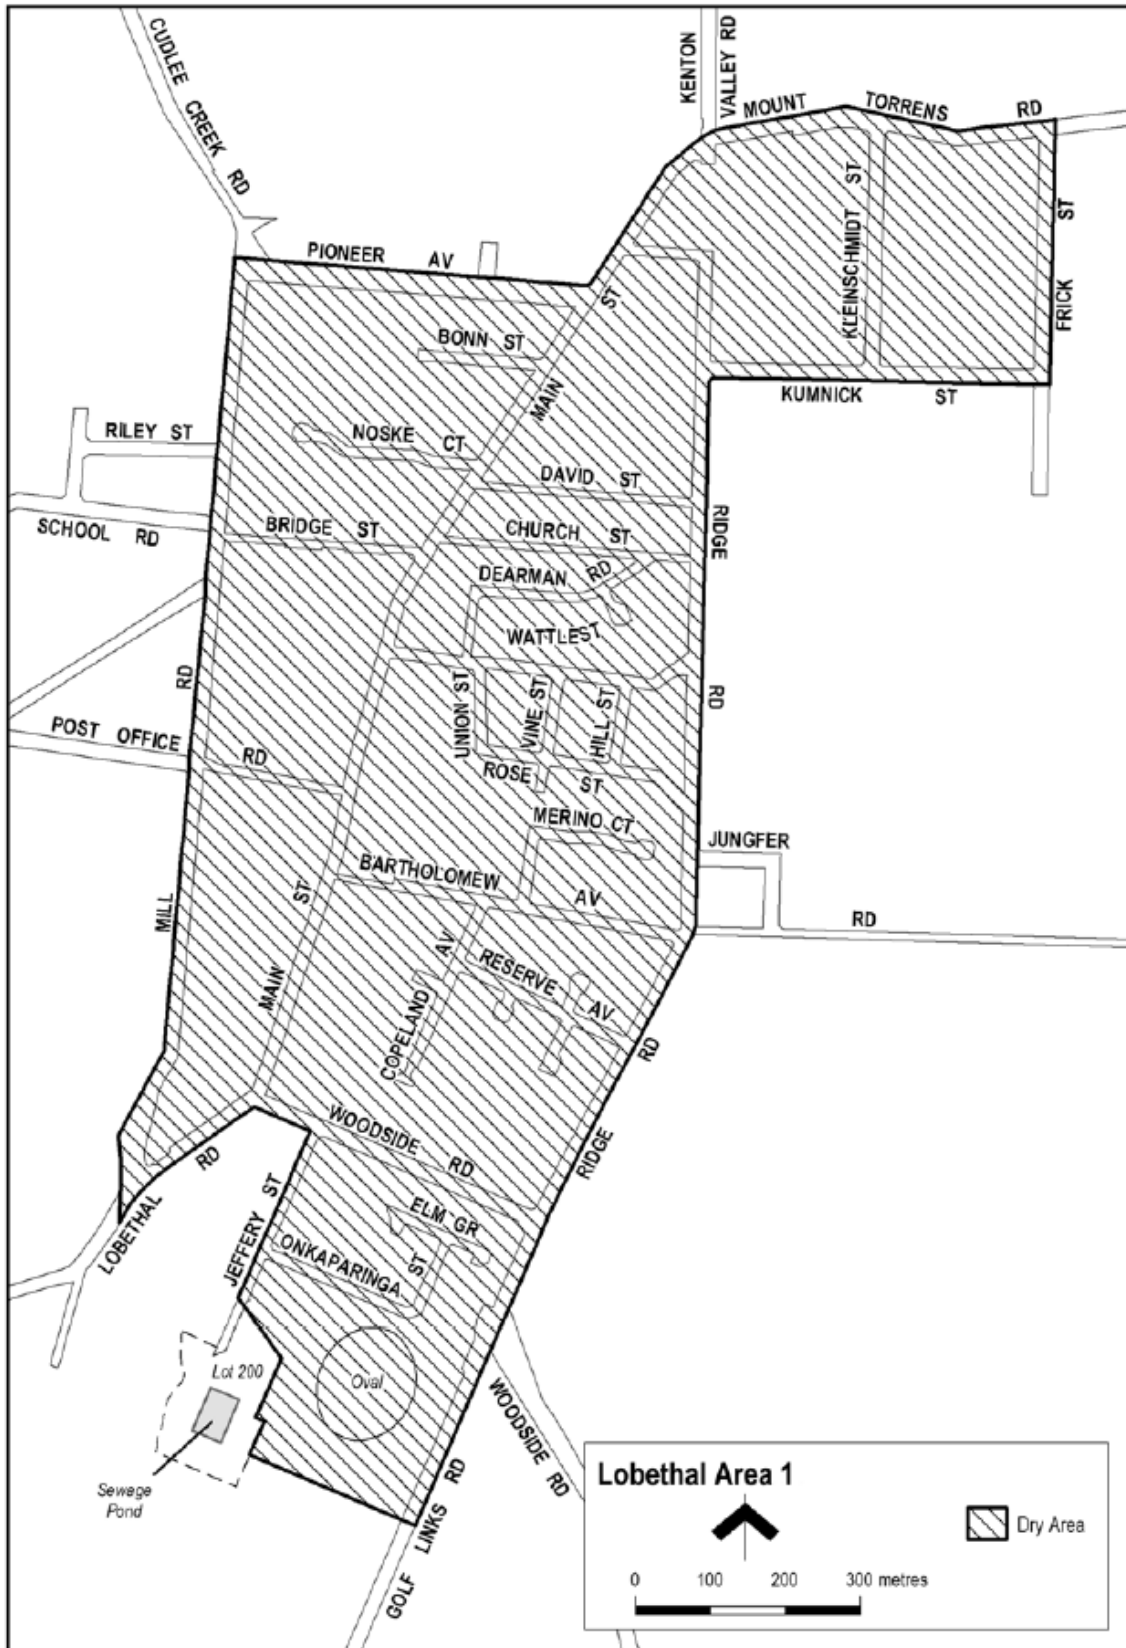 CUDLEE CREEK RD
KENTON
VALLEY RD
MOUNT TORRENS RD
PIONEER AV
KLEINSCHMIDT ST
FRICK ST
BONN ST
MAIN ST
KUMNICK ST
RILEY ST
NOSKE CT
DAVID ST
SCHOOL RD
BRIDGE ST
CHURCH ST
RIDGE RD
DEARMAN RD
WATTLE ST
MILL RD
UNION ST
VINE ST
HILL ST
POST OFFICE RD
ROSE ST
MERINO CT
JUNGFER RD
BARTHOLOMEW AV
MAIN ST
COPELAND AV
RESERVE AV
RIDGE RD
WOODSIDE RD
LOBETHAL RD
JEFFERY ST
ELM GR
ONKAPARINGA ST
Lot 200
Oval
WOODSIDE RD
Sewage
Pond
GOLF LINKS RD
Lobethal Area 1
Dry Area
0 100 200 300 metres